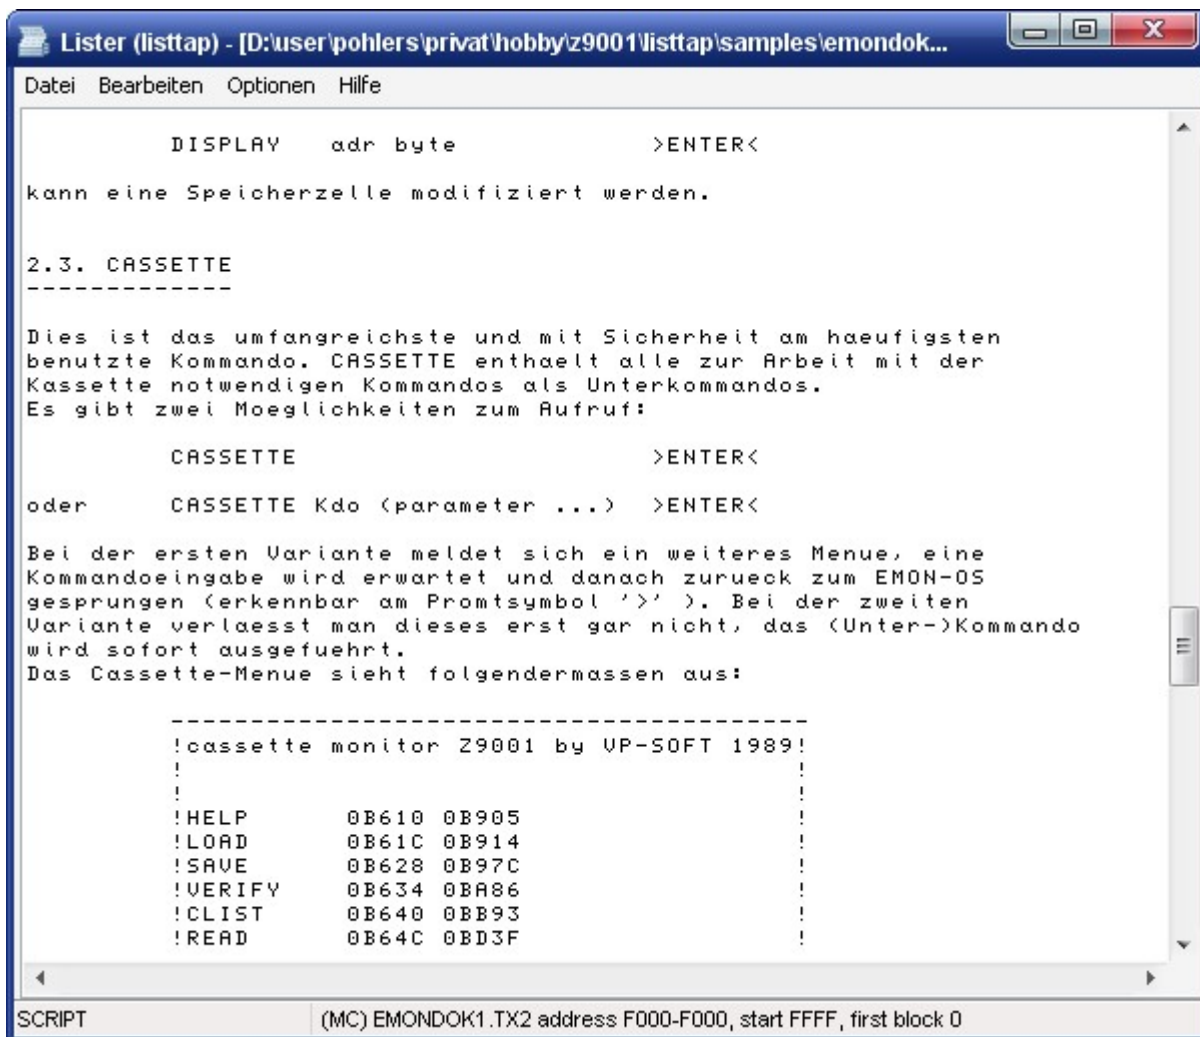 Lister (listtap) - [D:\user\pohlers\privat\hobby\z9001\listtap\samples\emondok...
Datei Bearbeiten Optionen Hilfe
DISPLAY adr byte >ENTER<
kann eine Speicherzelle modifiziert werden.
2.3. CASSETTE
-------------
Dies ist das umfangreichste und mit Sicherheit am haeufigsten
benutzte Kommando. CASSETTE enthaelt alle zur Arbeit mit der
Kassette notwendigen Kommandos als Unterkommandos.
Es gibt zwei Moeglichkeiten zum Aufruf:
CASSETTE >ENTER<
oder CASSETTE Kdo (parameter ...) >ENTER<
Bei der ersten Variante meldet sich ein weiteres Menue, eine
Kommandoeingabe wird erwartet und danach zurueck zum EMON-OS
gesprungen (erkennbar am Promtsymbol '>' ). Bei der zweiten
Variante verlaesst man dieses erst gar nicht, das (Unter-)Kommando
wird sofort ausgefuehrt.
Das Cassette-Menue sieht folgendermassen aus:
----------------------------------------
!cassette monitor Z9001 by VP-SOFT 1989!
! !
! !
!HELP 0B610 0B905 !
!LOAD 0B61C 0B914 !
!SAVE 0B628 0B97C !
!VERIFY 0B634 0BA86 !
!CLIST 0B640 0BB93 !
!READ 0B64C 0BD3F !
SCRIPT (MC) EMONDOK1.TX2 address F000-F000, start FFFF, first block 0